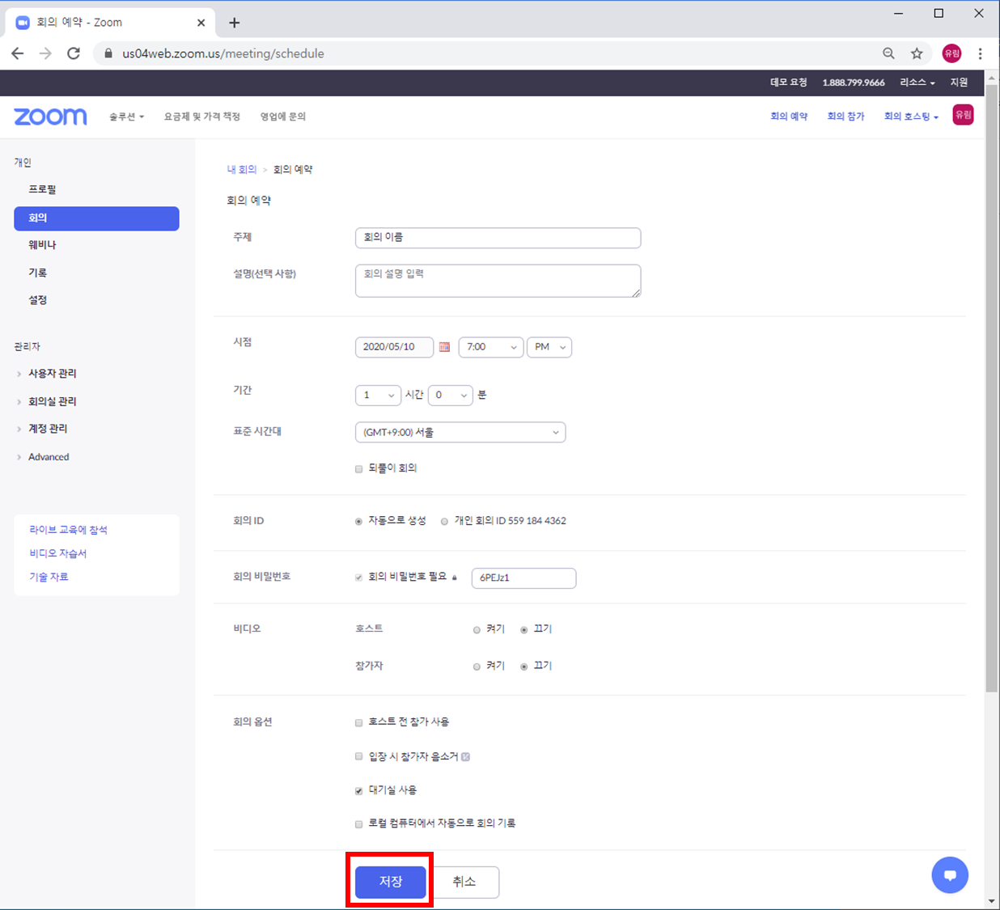 회의 예약 - Zoom
us04web.zoom.us/meeting/schedule
유림
데모 요청 1.888.799.9666 리소스 지원
zoom 솔루션 요금제 및 가격 책정 영업에 문의 회의 예약 회의 참가 회의 호스팅 유림
개인
프로필
회의
웨비나
기록
설정
관리자
사용자 관리
회의실 관리
계정 관리
Advanced
라이브 교육에 참석
비디오 자습서
기술 자료
내 회의 > 회의 예약
회의 예약
주제 회의 이름
설명(선택 사항) 회의 설명 입력
시점 2020/05/10 7:00 PM
기간 1 시간 0 분
표준 시간대 (GMT+9:00) 서울
되풀이 회의
회의 ID 자동으로 생성 개인 회의 ID 559 184 4362
회의 비밀번호 회의 비밀번호 필요 6PEJz1
비디오 호스트 켜기 끄기
참가자 켜기 끄기
회의 옵션 호스트 전 참가 사용
입장 시 참가자 음소거
대기실 사용
로컬 컴퓨터에서 자동으로 회의 기록
저장 취소